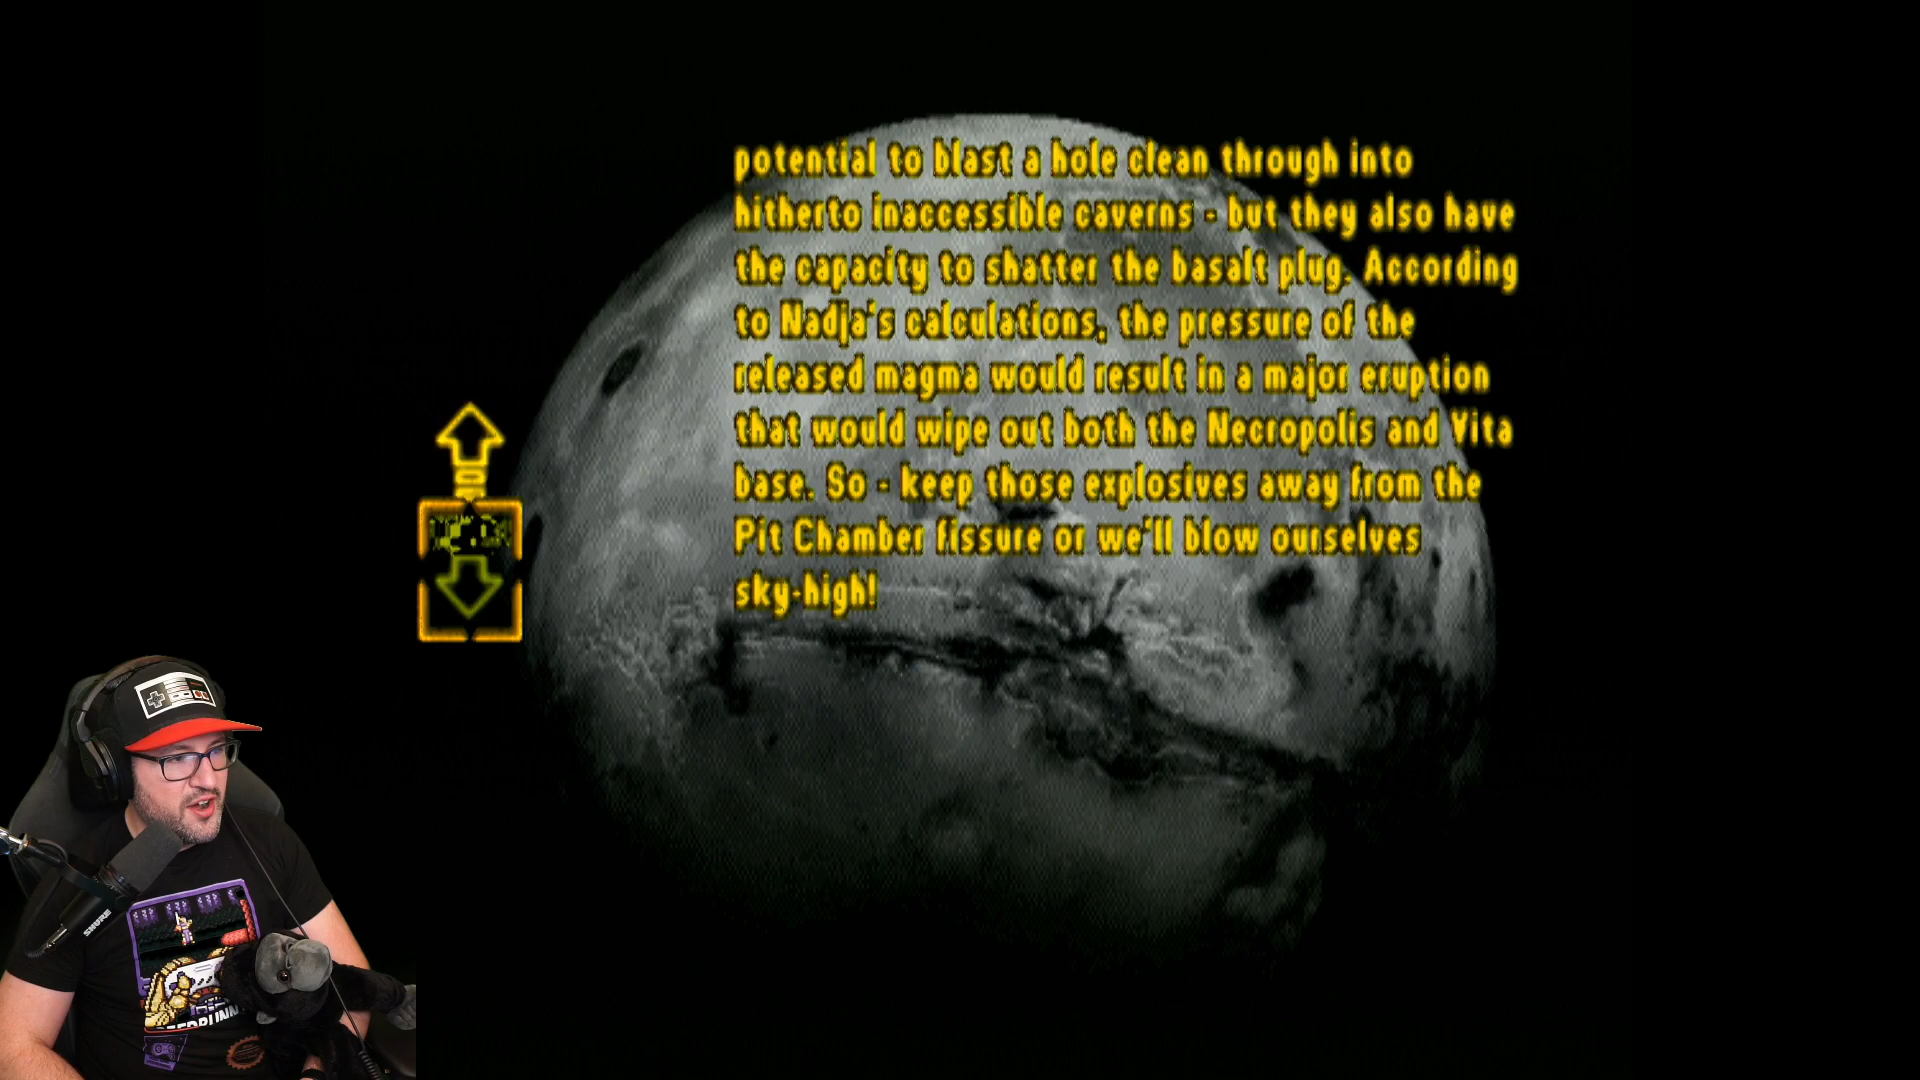 potential to blast a hole clean through into
hitherto inaccessible caverns - but they also have
the capacity to shatter the basalt plug. According
to Nadja's calculations, the pressure of the
released magma would result in a major eruption
that would wipe out both the Necropolis and Vita
base. So - keep those explosives away from the
Pit Chamber fissure or we'll blow ourselves
sky-high!
SHURE